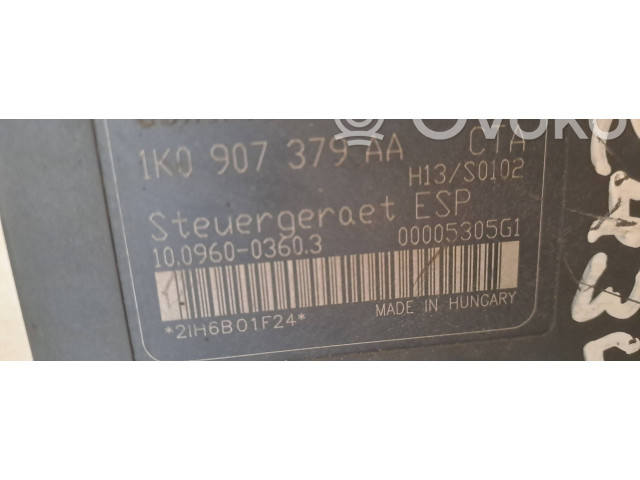 1K0 907 379 AA CTA
H13/S0102
Steuergeraet ESP
10.0960-0360.3 00005305G1
*2IH6B01F24*
MADE IN HUNGARY